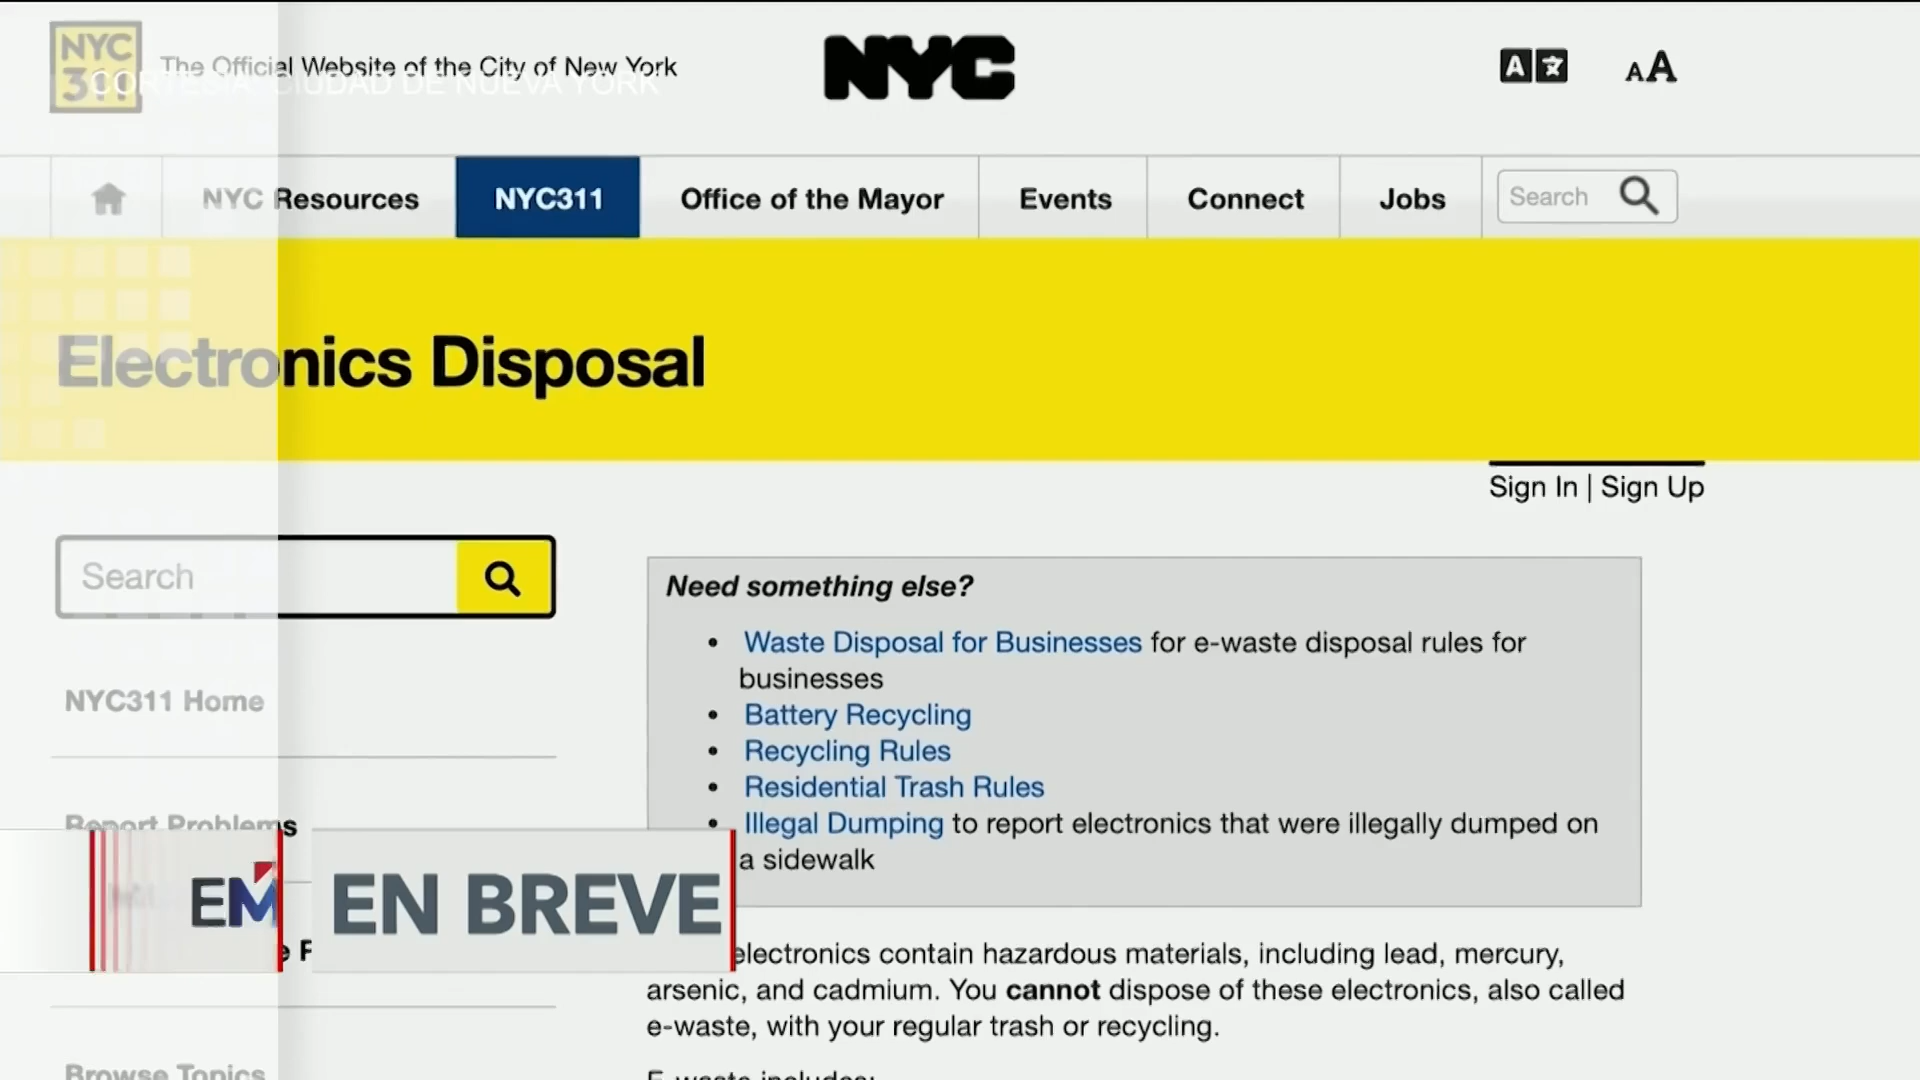 NYC
311
The Official Website of the City of New York
CORTESÍA: CIUDAD DE NUEVA YORK
NYC
NYC Resources
NYC311
Office of the Mayor
Events
Connect
Jobs
Search
Electronics Disposal
Sign In | Sign Up
Search
Need something else?
• Waste Disposal for Businesses for e-waste disposal rules for
businesses
• Battery Recycling
• Recycling Rules
• Residential Trash Rules
• Illegal Dumping to report electronics that were illegally dumped on
a sidewalk
NYC311 Home
Report Problems
EM
EN BREVE
electronics contain hazardous materials, including lead, mercury,
arsenic, and cadmium. You cannot dispose of these electronics, also called
e-waste, with your regular trash or recycling.
Browse Topics
E-waste includes: